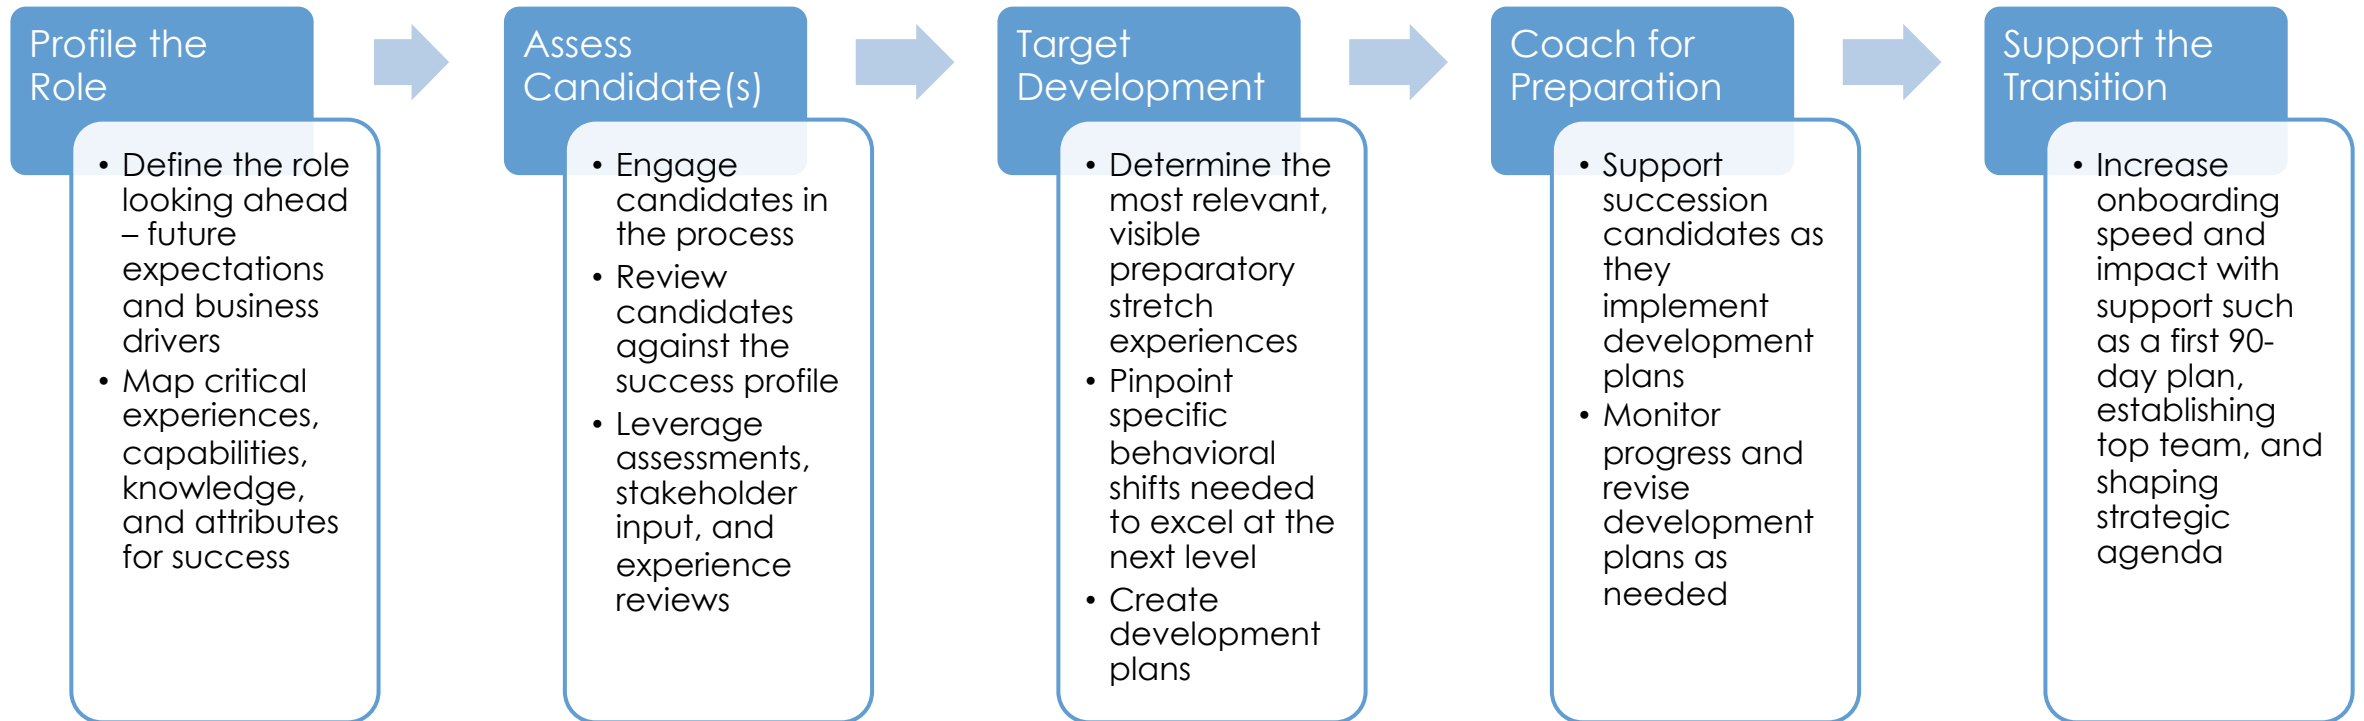 Profile the
Role
• Define the role
looking ahead
– future
expectations
and business
drivers
• Map critical
experiences,
capabilities,
knowledge,
and attributes
for success
Assess
Candidate(s)
• Engage
candidates in
the process
• Review
candidates
against the
success profile
• Leverage
assessments,
stakeholder
input, and
experience
reviews
Target
Development
• Determine the
most relevant,
visible
preparatory
stretch
experiences
• Pinpoint
specific
behavioral
shifts needed
to excel at the
next level
• Create
development
plans
Coach for
Preparation
• Support
succession
candidates as
they
implement
development
plans
• Monitor
progress and
revise
development
plans as
needed
Support the
Transition
• Increase
onboarding
speed and
impact with
support such
as a first 90-
day plan,
establishing
top team, and
shaping
strategic
agenda